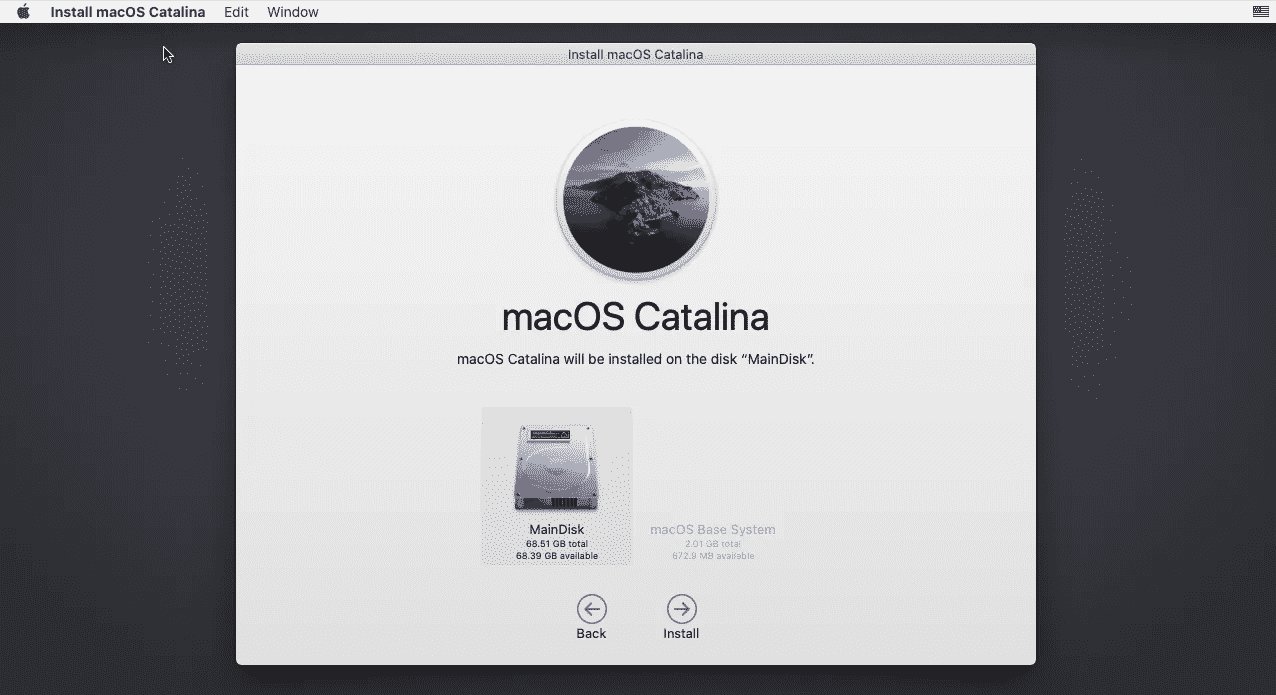 Install macOS Catalina Edit Window
Install macOS Catalina
macOS Catalina
macOS Catalina will be installed on the disk “MainDisk”.
MainDisk
68.51 GB total
68.39 GB available
macOS Base System
2.01 GB total
672.9 MB available
Back
Install